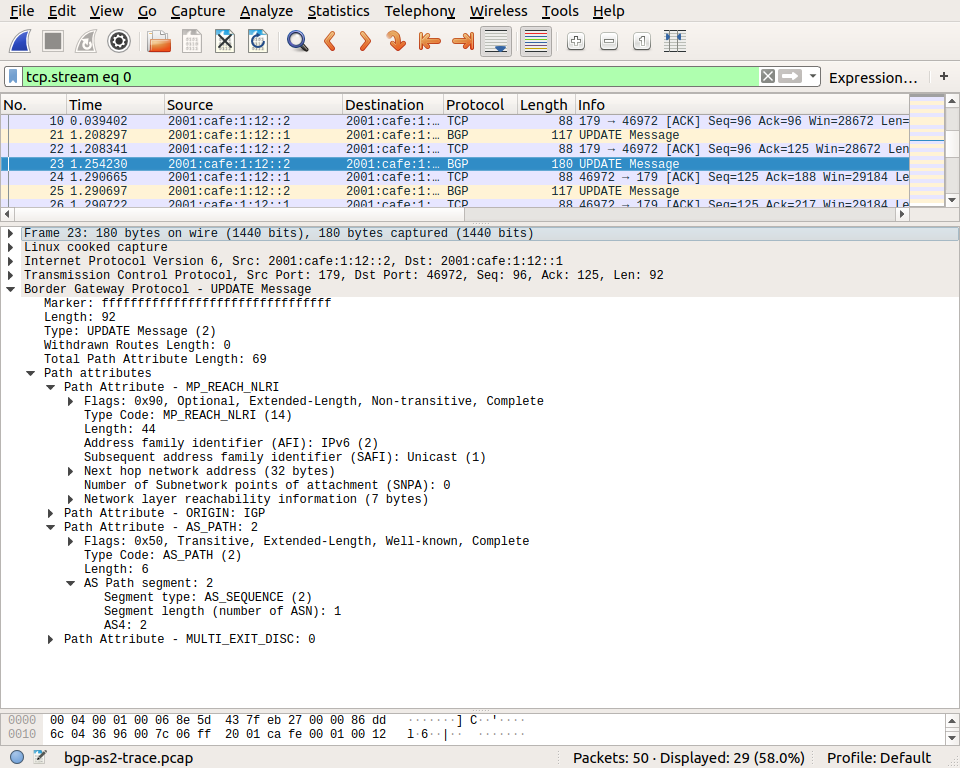 File Edit View Go Capture Analyze Statistics Telephony Wireless Tools Help
tcp.stream eq 0 Expression… +
No. Time Source Destination Protocol Length Info
10 0.039402 2001:cafe:1:12::2 2001:cafe:1:… TCP 88 179 → 46972 [ACK] Seq=96 Ack=96 Win=28672 Len=
21 1.208297 2001:cafe:1:12::1 2001:cafe:1:… BGP 117 UPDATE Message
22 1.208341 2001:cafe:1:12::2 2001:cafe:1:… TCP 88 179 → 46972 [ACK] Seq=96 Ack=125 Win=28672 Len
23 1.254230 2001:cafe:1:12::2 2001:cafe:1:… BGP 180 UPDATE Message
24 1.290665 2001:cafe:1:12::1 2001:cafe:1:… TCP 88 46972 → 179 [ACK] Seq=125 Ack=188 Win=29184 Le
25 1.290697 2001:cafe:1:12::2 2001:cafe:1:… BGP 117 UPDATE Message
26 1.290722 2001:cafe:1:12::1 2001:cafe:1:… TCP 88 46972 → 179 [ACK] Seq=125 Ack=217 Win=29184 Le
Frame 23: 180 bytes on wire (1440 bits), 180 bytes captured (1440 bits)
Linux cooked capture
Internet Protocol Version 6, Src: 2001:cafe:1:12::2, Dst: 2001:cafe:1:12::1
Transmission Control Protocol, Src Port: 179, Dst Port: 46972, Seq: 96, Ack: 125, Len: 92
Border Gateway Protocol - UPDATE Message
Marker: ffffffffffffffffffffffffffffffff
Length: 92
Type: UPDATE Message (2)
Withdrawn Routes Length: 0
Total Path Attribute Length: 69
Path attributes
Path Attribute - MP_REACH_NLRI
Flags: 0x90, Optional, Extended-Length, Non-transitive, Complete
Type Code: MP_REACH_NLRI (14)
Length: 44
Address family identifier (AFI): IPv6 (2)
Subsequent address family identifier (SAFI): Unicast (1)
Next hop network address (32 bytes)
Number of Subnetwork points of attachment (SNPA): 0
Network layer reachability information (7 bytes)
Path Attribute - ORIGIN: IGP
Path Attribute - AS_PATH: 2
Flags: 0x50, Transitive, Extended-Length, Well-known, Complete
Type Code: AS_PATH (2)
Length: 6
AS Path segment: 2
Segment type: AS_SEQUENCE (2)
Segment length (number of ASN): 1
AS4: 2
Path Attribute - MULTI_EXIT_DISC: 0
0000 00 04 00 01 00 06 8e 5d 43 7f eb 27 00 00 86 dd ·······] C··'····
0010 6c 04 36 96 00 7c 06 ff 20 01 ca fe 00 01 00 12 l·6··|·· ········
bgp-as2-trace.pcap Packets: 50 · Displayed: 29 (58.0%) Profile: Default